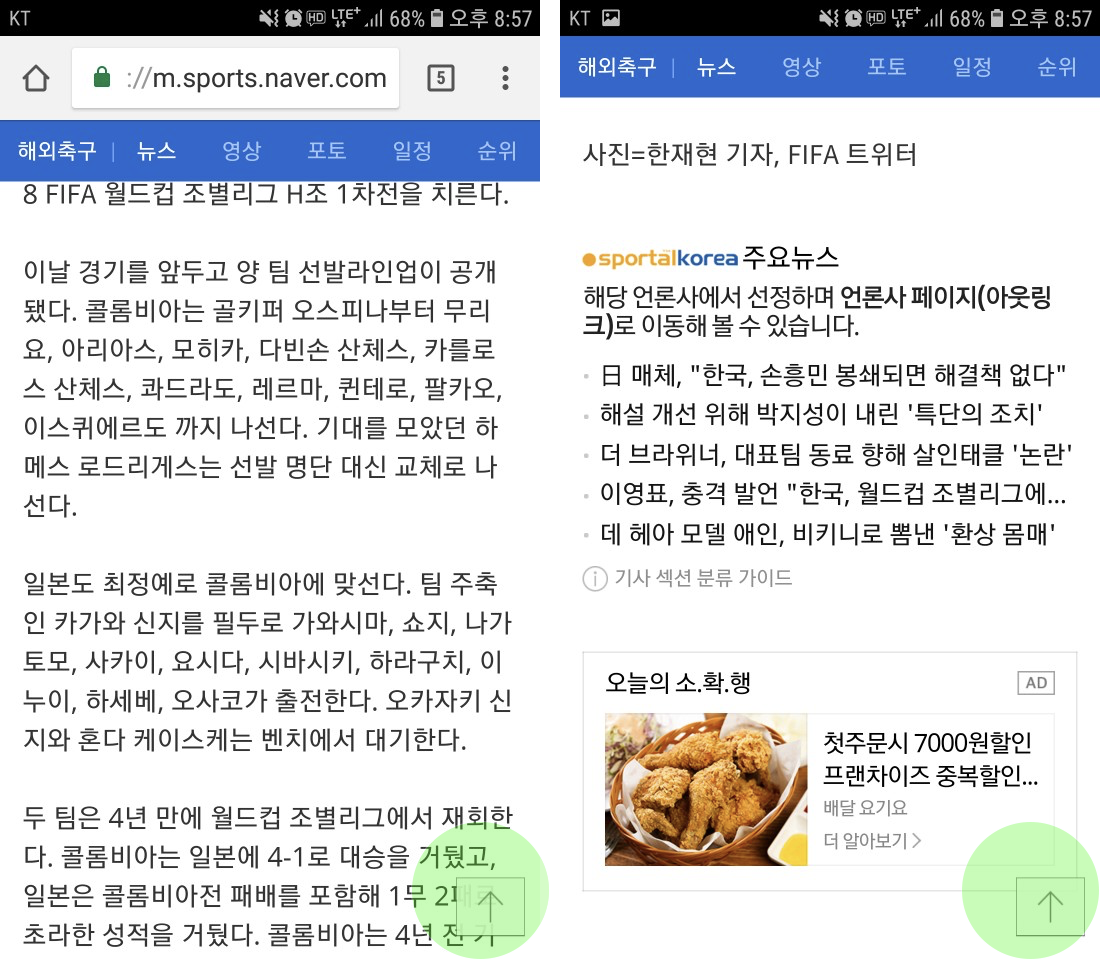 KT HD LTE+ 68% 오후 8:57
://m.sports.naver.com 5
해외축구 | 뉴스 영상 포토 일정 순위
8 FIFA 월드컵 조별리그 H조 1차전을 치른다.
이날 경기를 앞두고 양 팀 선발라인업이 공개
됐다. 콜롬비아는 골키퍼 오스피나부터 무리
요, 아리아스, 모히카, 다빈손 산체스, 카를로
스 산체스, 콰드라도, 레르마, 퀸테로, 팔카오,
이스퀴에르도 까지 나선다. 기대를 모았던 하
메스 로드리게스는 선발 명단 대신 교체로 나
선다.
일본도 최정예로 콜롬비아에 맞선다. 팀 주축
인 카가와 신지를 필두로 가와시마, 쇼지, 나가
토모, 사카이, 요시다, 시바사키, 하라구치, 이
누이, 하세베, 오사코가 출전한다. 오카자키 신
지와 혼다 케이스케는 벤치에서 대기한다.
두 팀은 4년 만에 월드컵 조별리그에서 재회한
다. 콜롬비아는 일본에 4-1로 대승을 거뒀고,
일본은 콜롬비아전 패배를 포함해 1무 2패로
초라한 성적을 거뒀다. 콜롬비아는 4년 전 기
KT HD LTE+ 68% 오후 8:57
해외축구 | 뉴스 영상 포토 일정 순위
사진=한재현 기자, FIFA 트위터
sportalkorea 주요뉴스
해당 언론사에서 선정하며 언론사 페이지(아웃링
크)로 이동해 볼 수 있습니다.
· 日 매체, "한국, 손흥민 봉쇄되면 해결책 없다"
· 해설 개선 위해 박지성이 내린 '특단의 조치'
· 더 브라위너, 대표팀 동료 향해 살인태클 '논란'
· 이영표, 충격 발언 "한국, 월드컵 조별리그에...
· 데 헤아 모델 애인, 비키니로 뽐낸 '환상 몸매'
기사 섹션 분류 가이드
오늘의 소.확.행 AD
첫주문시 7000원할인
프랜차이즈 중복할인...
배달 요기요
더 알아보기 >